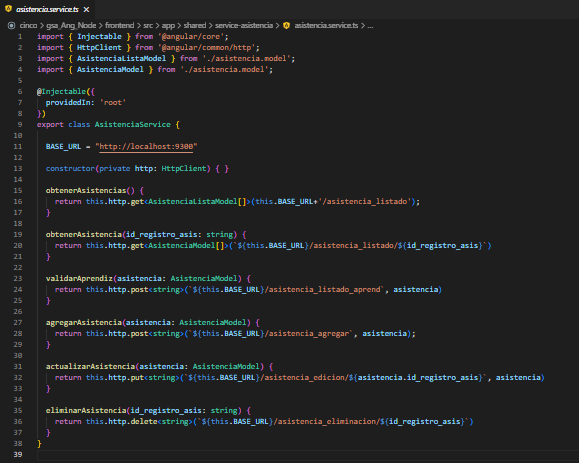 asistencia.service.ts ×
cinco > gsa_Ang_Node > frontend > src > app > shared > service-asistencia > asistencia.service.ts > ...
1 import { Injectable } from '@angular/core';
2 import { HttpClient } from '@angular/common/http';
3 import { AsistenciaListaModel } from './asistencia.model';
4 import { AsistenciaModel } from './asistencia.model';
5
6 @Injectable({
7   providedIn: 'root'
8 })
9 export class AsistenciaService {
10
11   BASE_URL = "http://localhost:9300"
12
13   constructor(private http: HttpClient) { }
14
15   obtenerAsistencias() {
16     return this.http.get<AsistenciaListaModel[]>(this.BASE_URL+'/asistencia_listado');
17   }
18
19   obtenerAsistencia(id_registro_asis: string) {
20     return this.http.get<AsistenciaModel[]>(`${this.BASE_URL}/asistencia_listado/${id_registro_asis}`)
21   }
22
23   validarAprendiz(asistencia: AsistenciaModel) {
24     return this.http.post<string>(`${this.BASE_URL}/asistencia_listado_aprend`, asistencia)
25   }
26
27   agregarAsistencia(asistencia: AsistenciaModel) {
28     return this.http.post<string>(`${this.BASE_URL}/asistencia_agregar`, asistencia);
29   }
30
31   actualizarAsistencia(asistencia: AsistenciaModel) {
32     return this.http.put<string>(`${this.BASE_URL}/asistencia_edicion/${asistencia.id_registro_asis}`, asistencia)
33   }
34
35   eliminarAsistencia(id_registro_asis: string) {
36     return this.http.delete<string>(`${this.BASE_URL}/asistencia_eliminacion/${id_registro_asis}`)
37   }
38 }
39